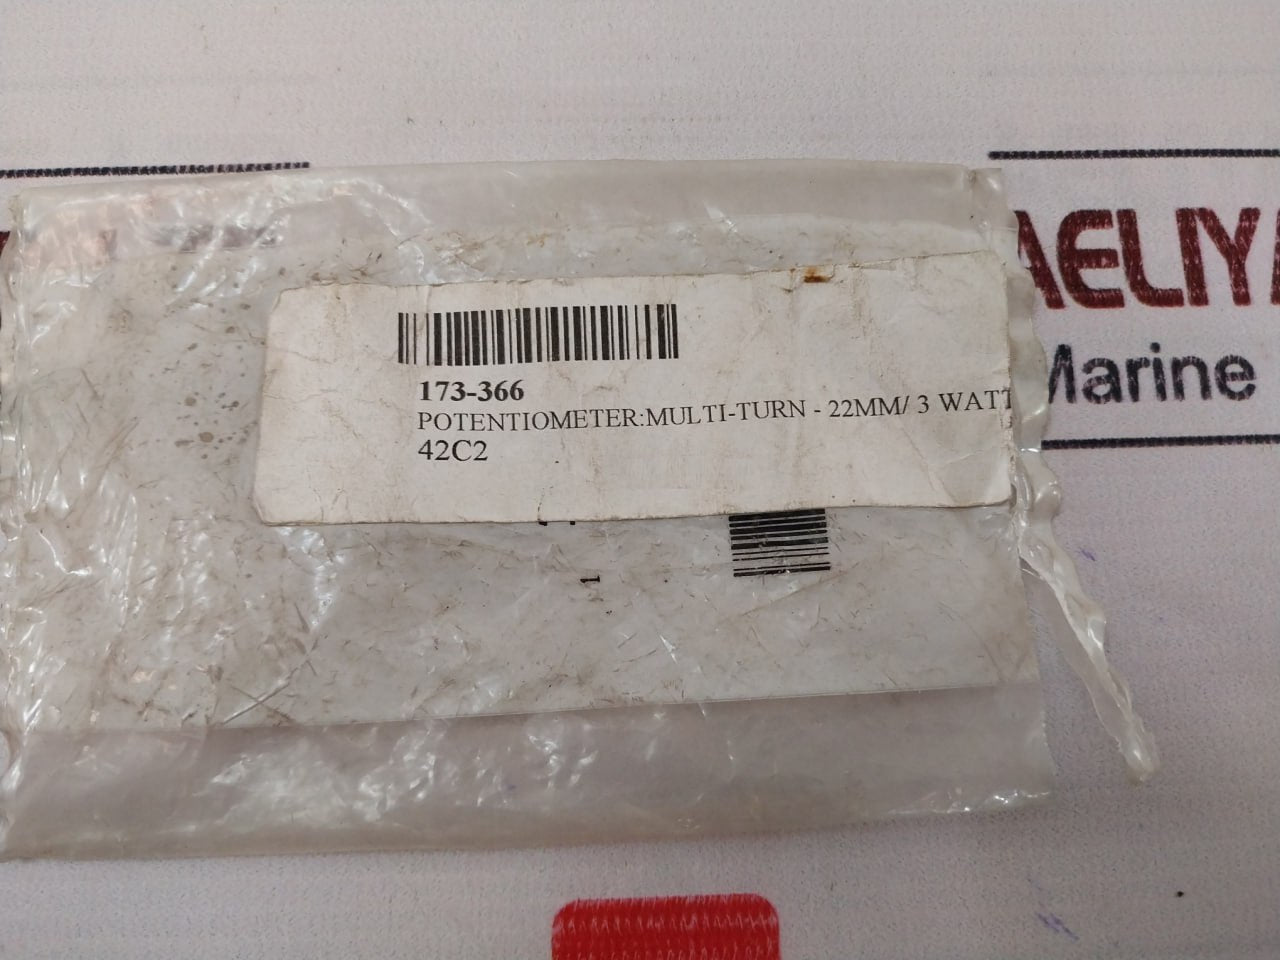 173-366
POTENTIOMETER:MULTI-TURN - 22MM/ 3 WATT
42C2
1
AELIYA
Marine